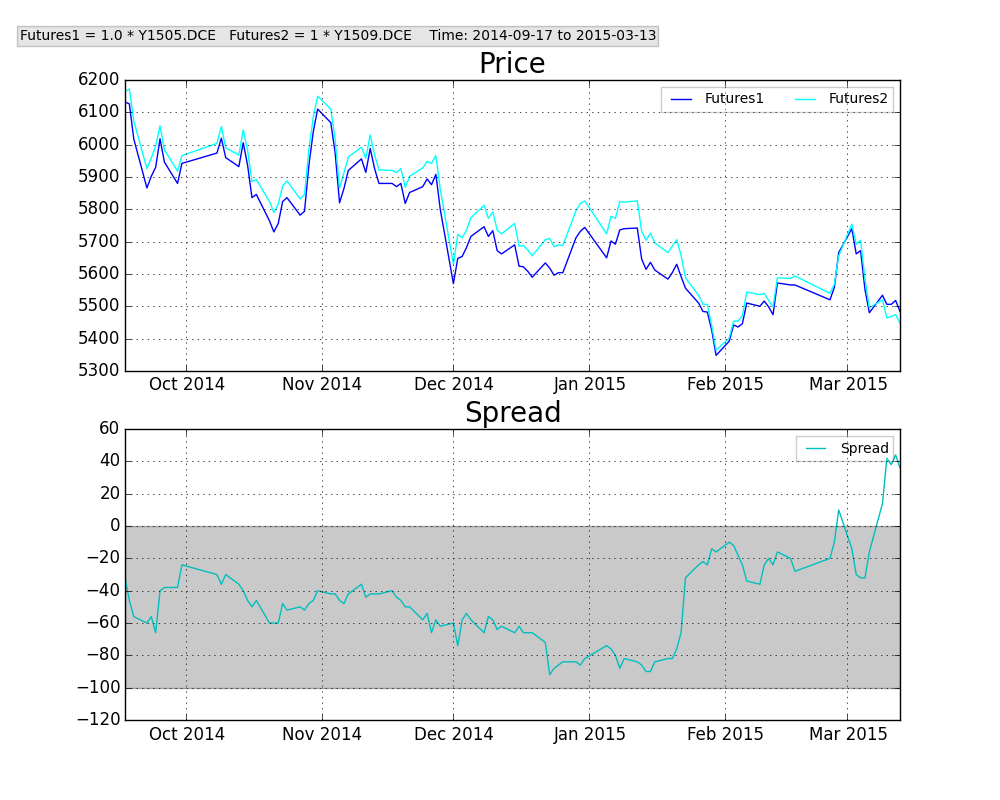 Futures1 = 1.0 * Y1505.DCE   Futures2 = 1 * Y1509.DCE    Time: 2014-09-17 to 2015-03-13
Price
6200
6100
6000
5900
5800
5700
5600
5500
5400
5300
Futures1 Futures2
Oct 2014 Nov 2014 Dec 2014 Jan 2015 Feb 2015 Mar 2015
Spread
60
40
20
0
−20
−40
−60
−80
−100
−120
Spread
Oct 2014 Nov 2014 Dec 2014 Jan 2015 Feb 2015 Mar 2015